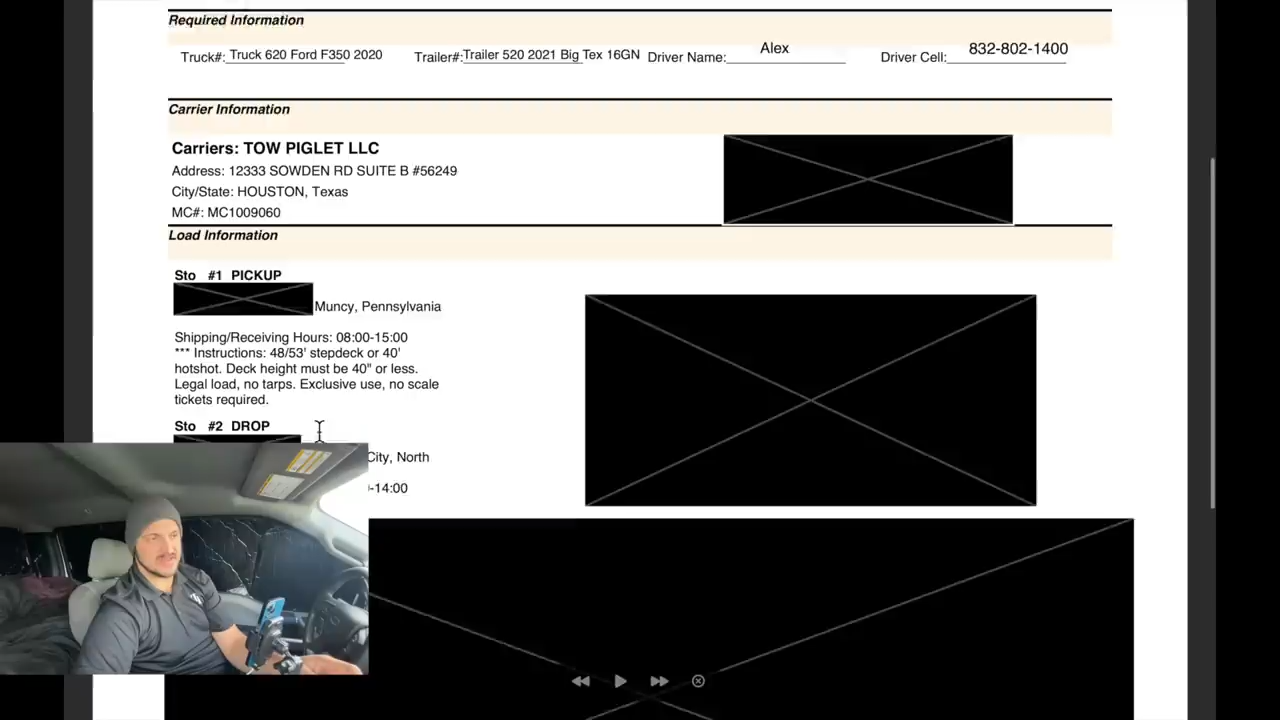 Required Information
Truck#: Truck 620 Ford F350 2020 Trailer#: Trailer 520 2021 Big Tex 16GN Driver Name: Alex Driver Cell: 832-802-1400
Carrier Information
Carriers: TOW PIGLET LLC
Address: 12333 SOWDEN RD SUITE B #56249
City/State: HOUSTON, Texas
MC#: MC1009060
Load Information
Sto #1 PICKUP
Muncy, Pennsylvania
Shipping/Receiving Hours: 08:00-15:00
*** Instructions: 48/53' stepdeck or 40'
hotshot. Deck height must be 40" or less.
Legal load, no tarps. Exclusive use, no scale
tickets required.
Sto #2 DROP
City, North
-14:00